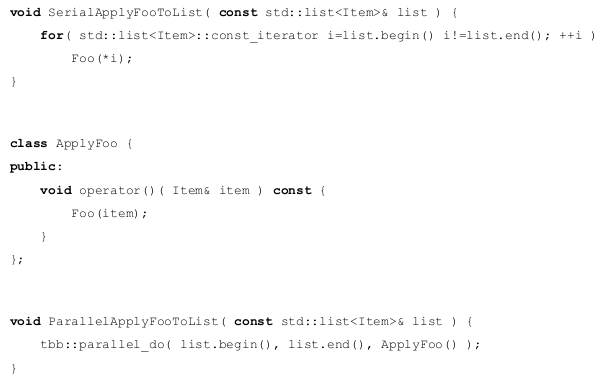 void SerialApplyFooToList( const std::list<Item>& list ) {
    for( std::list<Item>::const_iterator i=list.begin() i!=list.end(); ++i )
        Foo(*i);
}
class ApplyFoo {
public:
    void operator()( Item& item ) const {
        Foo(item);
    }
};
void ParallelApplyFooToList( const std::list<Item>& list ) {
    tbb::parallel_do( list.begin(), list.end(), ApplyFoo() );
}